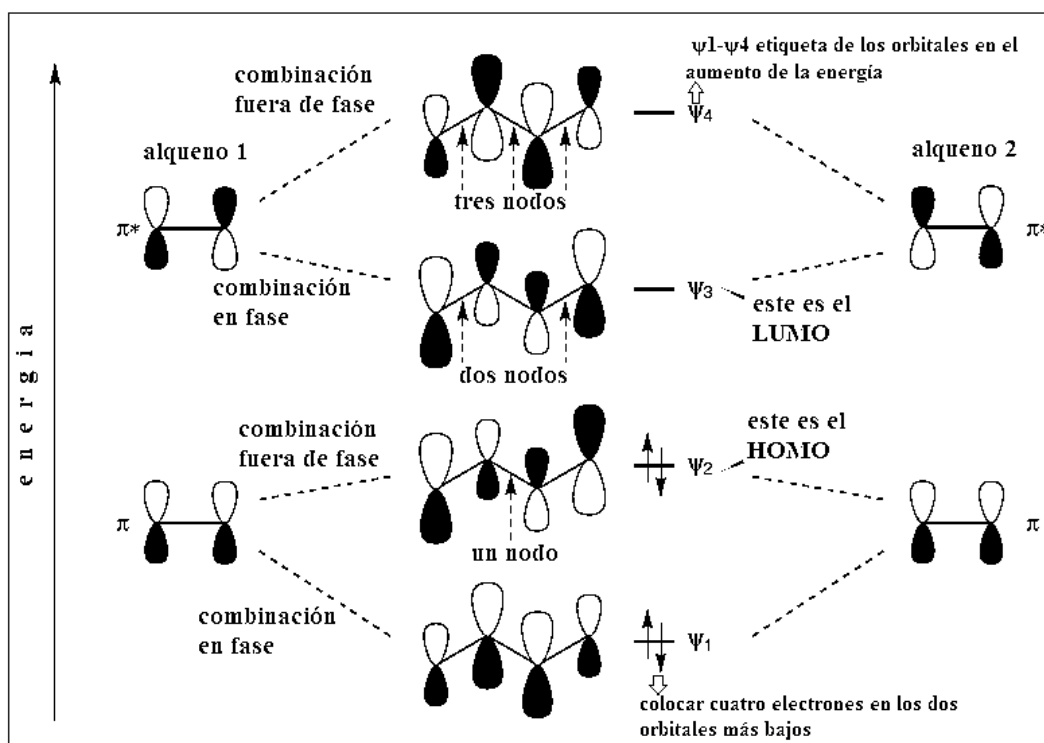 ψ1-ψ4 etiqueta de los orbitales en el
aumento de la energía
combinación
fuera de fase
ψ4
alqueno 1
alqueno 2
tres nodos
π*
π*
combinación
en fase
ψ3
este es el
LUMO
dos nodos
energía
combinación
fuera de fase
este es el
HOMO
ψ2
π
π
un nodo
combinación
en fase
ψ1
colocar cuatro electrones en los dos
orbitales más bajos